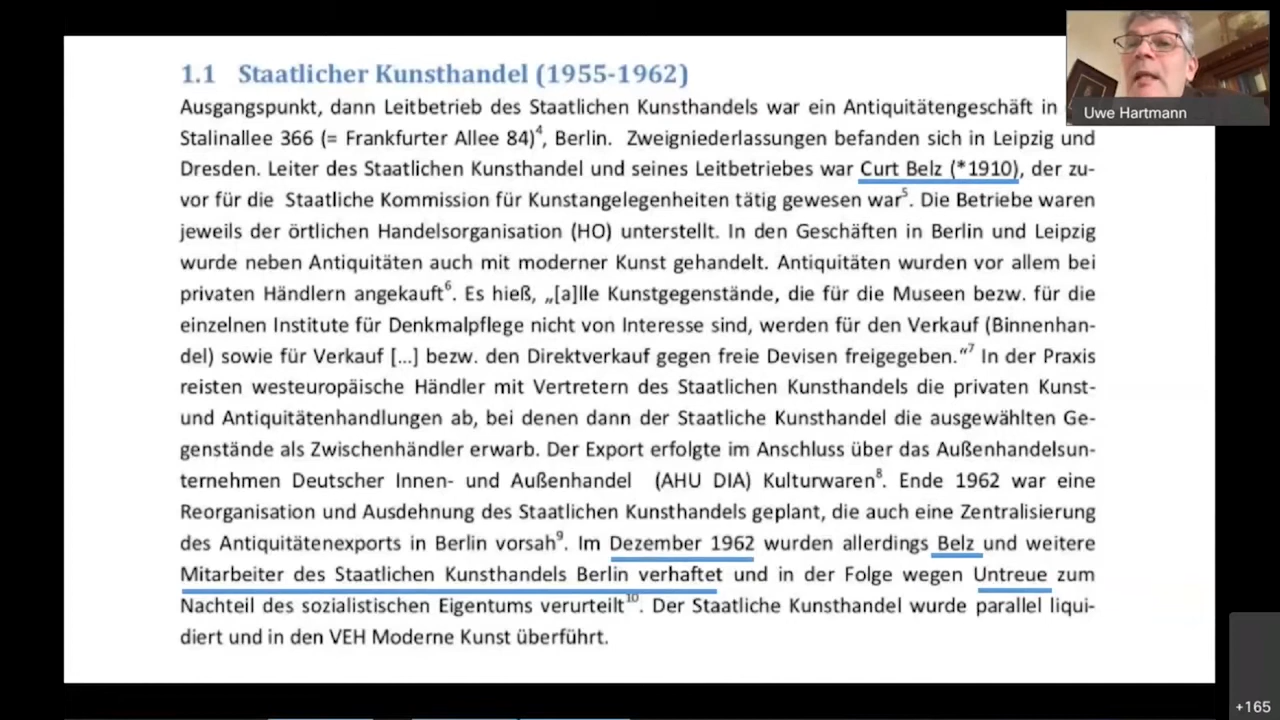 1.1 Staatlicher Kunsthandel (1955-1962)
Ausgangspunkt, dann Leitbetrieb des Staatlichen Kunsthandels war ein Antiquitätengeschäft in
Stalinallee 366 (= Frankfurter Allee 84)⁴, Berlin. Zweigniederlassungen befanden sich in Leipzig und
Dresden. Leiter des Staatlichen Kunsthandel und seines Leitbetriebes war Curt Belz (*1910), der zu-
vor für die Staatliche Kommission für Kunstangelegenheiten tätig gewesen war⁵. Die Betriebe waren
jeweils der örtlichen Handelsorganisation (HO) unterstellt. In den Geschäften in Berlin und Leipzig
wurde neben Antiquitäten auch mit moderner Kunst gehandelt. Antiquitäten wurden vor allem bei
privaten Händlern angekauft⁶. Es hieß, „[a]lle Kunstgegenstände, die für die Museen bezw. für die
einzelnen Institute für Denkmalpflege nicht von Interesse sind, werden für den Verkauf (Binnenhan-
del) sowie für Verkauf [...] bezw. den Direktverkauf gegen freie Devisen freigegeben.“⁷ In der Praxis
reisten westeuropäische Händler mit Vertretern des Staatlichen Kunsthandels die privaten Kunst-
und Antiquitätenhandlungen ab, bei denen dann der Staatliche Kunsthandel die ausgewählten Ge-
genstände als Zwischenhändler erwarb. Der Export erfolgte im Anschluss über das Außenhandelsun-
ternehmen Deutscher Innen- und Außenhandel (AHU DIA) Kulturwaren⁸. Ende 1962 war eine
Reorganisation und Ausdehnung des Staatlichen Kunsthandels geplant, die auch eine Zentralisierung
des Antiquitätenexports in Berlin vorsah⁹. Im Dezember 1962 wurden allerdings Belz und weitere
Mitarbeiter des Staatlichen Kunsthandels Berlin verhaftet und in der Folge wegen Untreue zum
Nachteil des sozialistischen Eigentums verurteilt¹⁰. Der Staatliche Kunsthandel wurde parallel liqui-
diert und in den VEH Moderne Kunst überführt.
Uwe Hartmann
+165